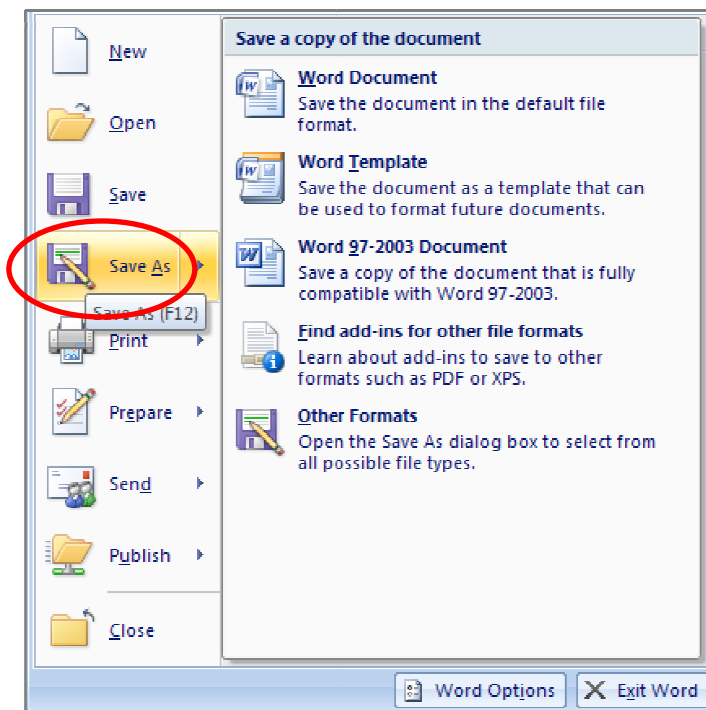 New
Open
Save
Save As
Save As (F12)
Print
Prepare
Send
Publish
Close
Save a copy of the document
Word Document
Save the document in the default file
format.
Word Template
Save the document as a template that can
be used to format future documents.
Word 97-2003 Document
Save a copy of the document that is fully
compatible with Word 97-2003.
Find add-ins for other file formats
Learn about add-ins to save to other
formats such as PDF or XPS.
Other Formats
Open the Save As dialog box to select from
all possible file types.
Word Options
Exit Word